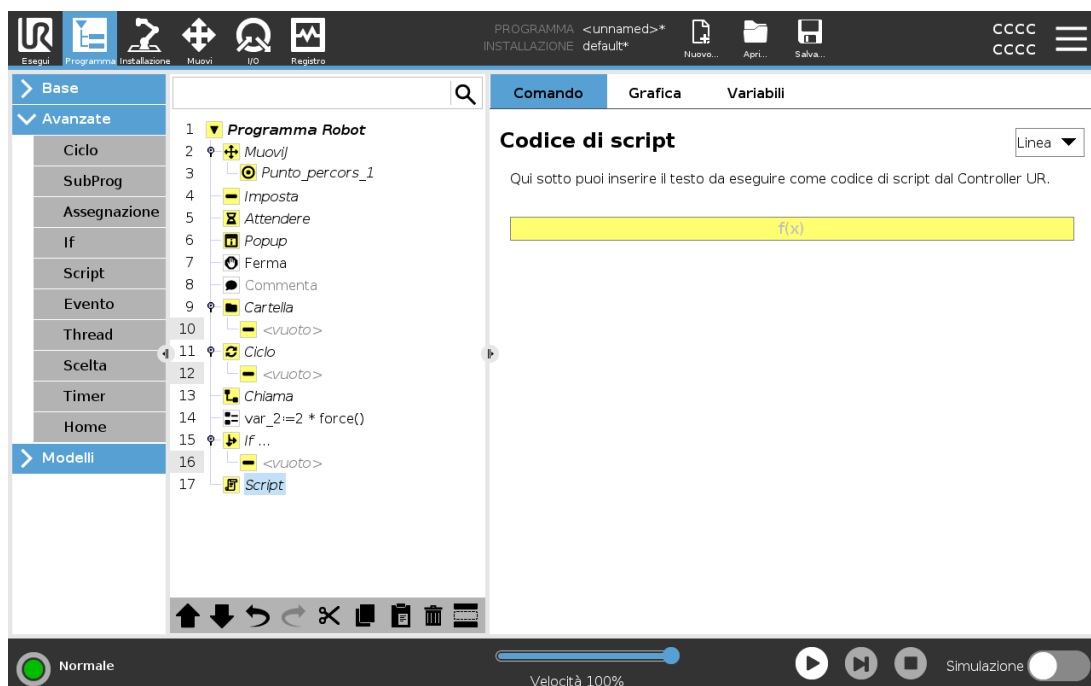 PROGRAMMA <unnamed>*
INSTALLAZIONE default*
UR
Esegui
Programma
Installazione
Muovi
I/O
Registro
Nuovo...
Apri...
Salva...
CCCC
CCCC
Base
Avanzate
Ciclo
SubProg
Assegnazione
If
Script
Evento
Thread
Scelta
Timer
Home
Modelli
1 Programma Robot
2 MuoviJ
3 Punto_percors_1
4 Imposta
5 Attendere
6 Popup
7 Ferma
8 Commenta
9 Cartella
10 <vuoto>
11 Ciclo
12 <vuoto>
13 Chiama
14 var_2:=2 * force()
15 If ...
16 <vuoto>
17 Script
Comando Grafica Variabili
Codice di script
Linea
Qui sotto puoi inserire il testo da eseguire come codice di script dal Controller UR.
f(x)
Normale
Velocità 100%
Simulazione